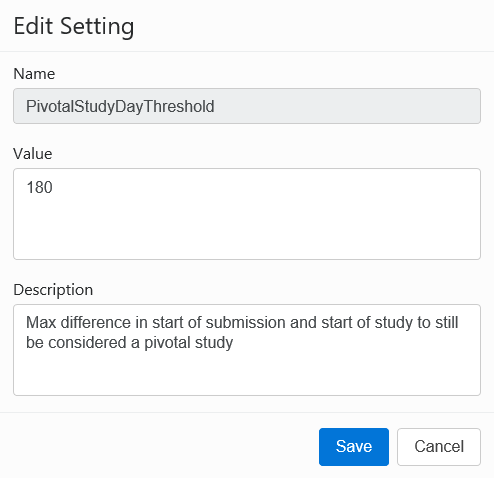 Edit Setting
Name
PivotalStudyDayThreshold
Value
180
Description
Max difference in start of submission and start of study to still
be considered a pivotal study
Save
Cancel